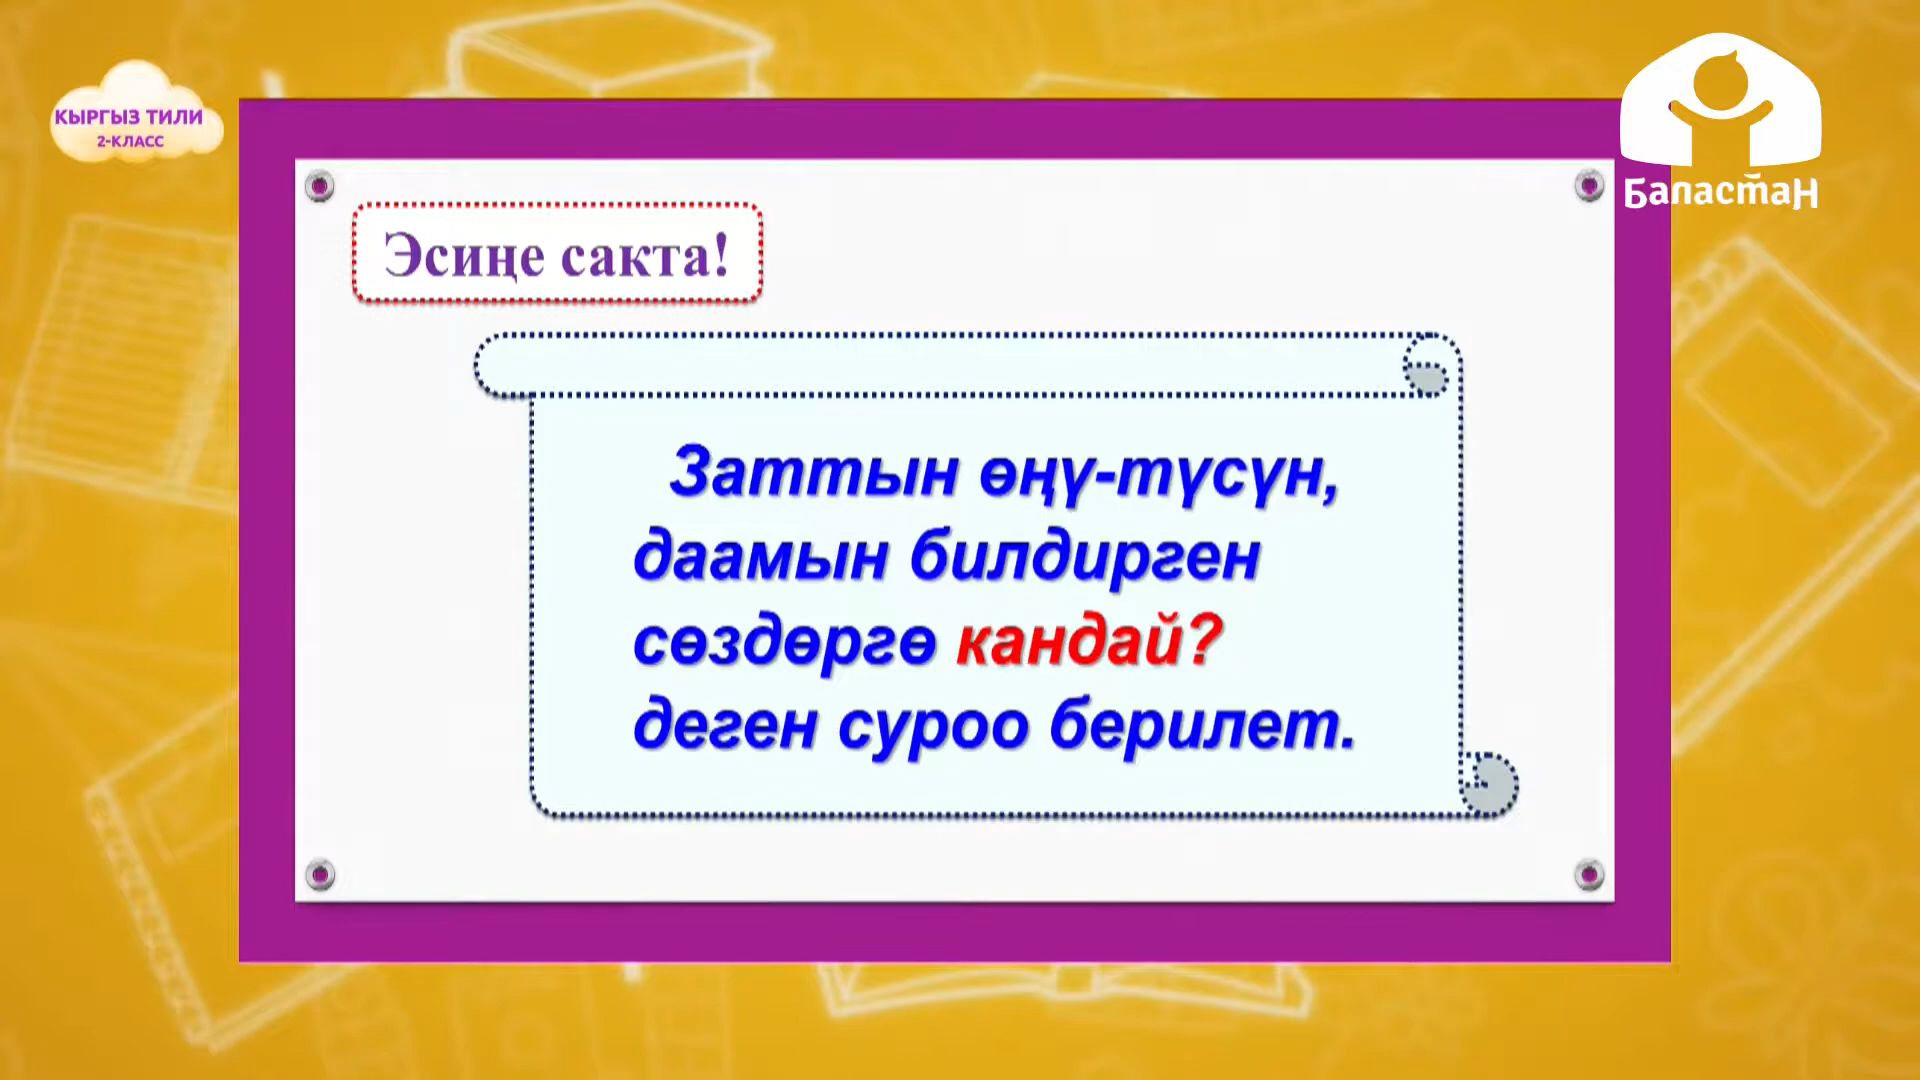 КЫРГЫЗ ТИЛИ
2-КЛАСС
Баластан
Эсиңе сакта!
Заттын өңү-түсүн,
даамын билдирген
сөздөргө кандай?
деген суроо берилет.